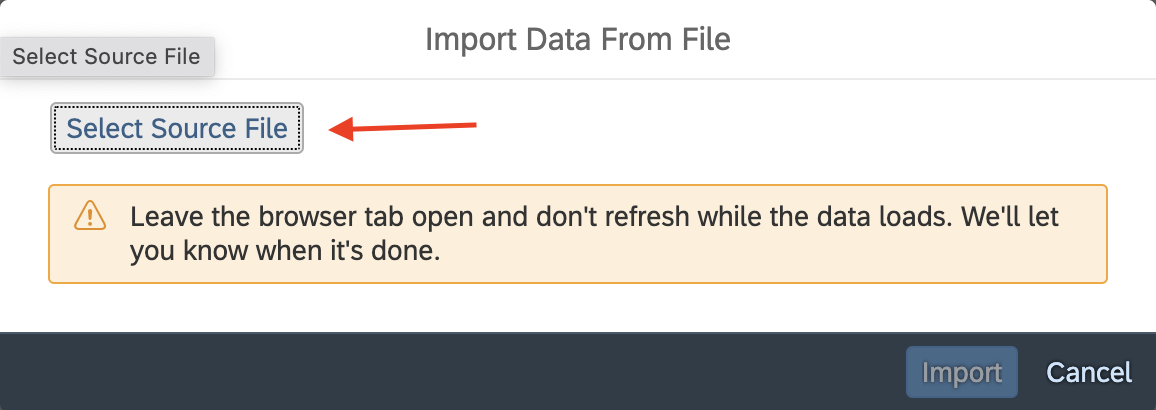 Import Data From File
Select Source File
Select Source File
Leave the browser tab open and don't refresh while the data loads. We'll let
you know when it's done.
Import
Cancel